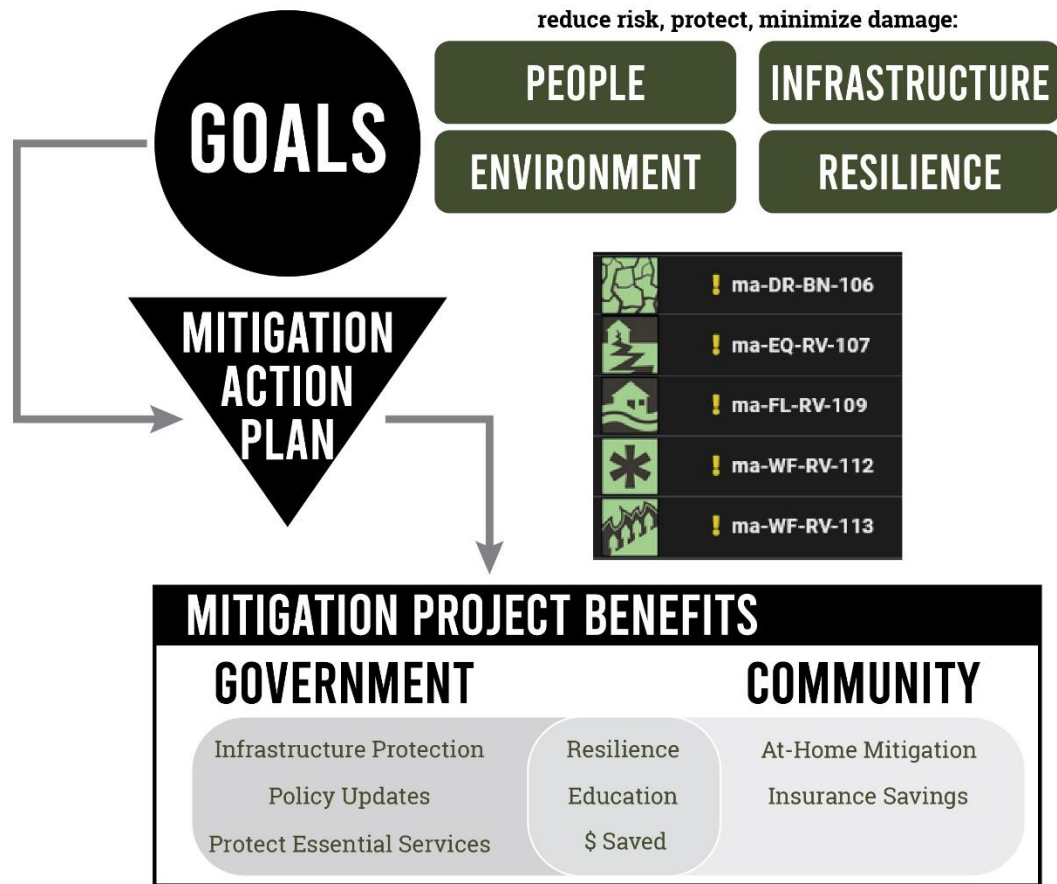 reduce risk, protect, minimize damage:
GOALS
PEOPLE
INFRASTRUCTURE
ENVIRONMENT
RESILIENCE
MITIGATION
ACTION
PLAN
! ma-DR-BN-106
! ma-EQ-RV-107
! ma-FL-RV-109
! ma-WF-RV-112
! ma-WF-RV-113
MITIGATION PROJECT BENEFITS
GOVERNMENT
COMMUNITY
Infrastructure Protection
Policy Updates
Protect Essential Services
Resilience
Education
$ Saved
At-Home Mitigation
Insurance Savings